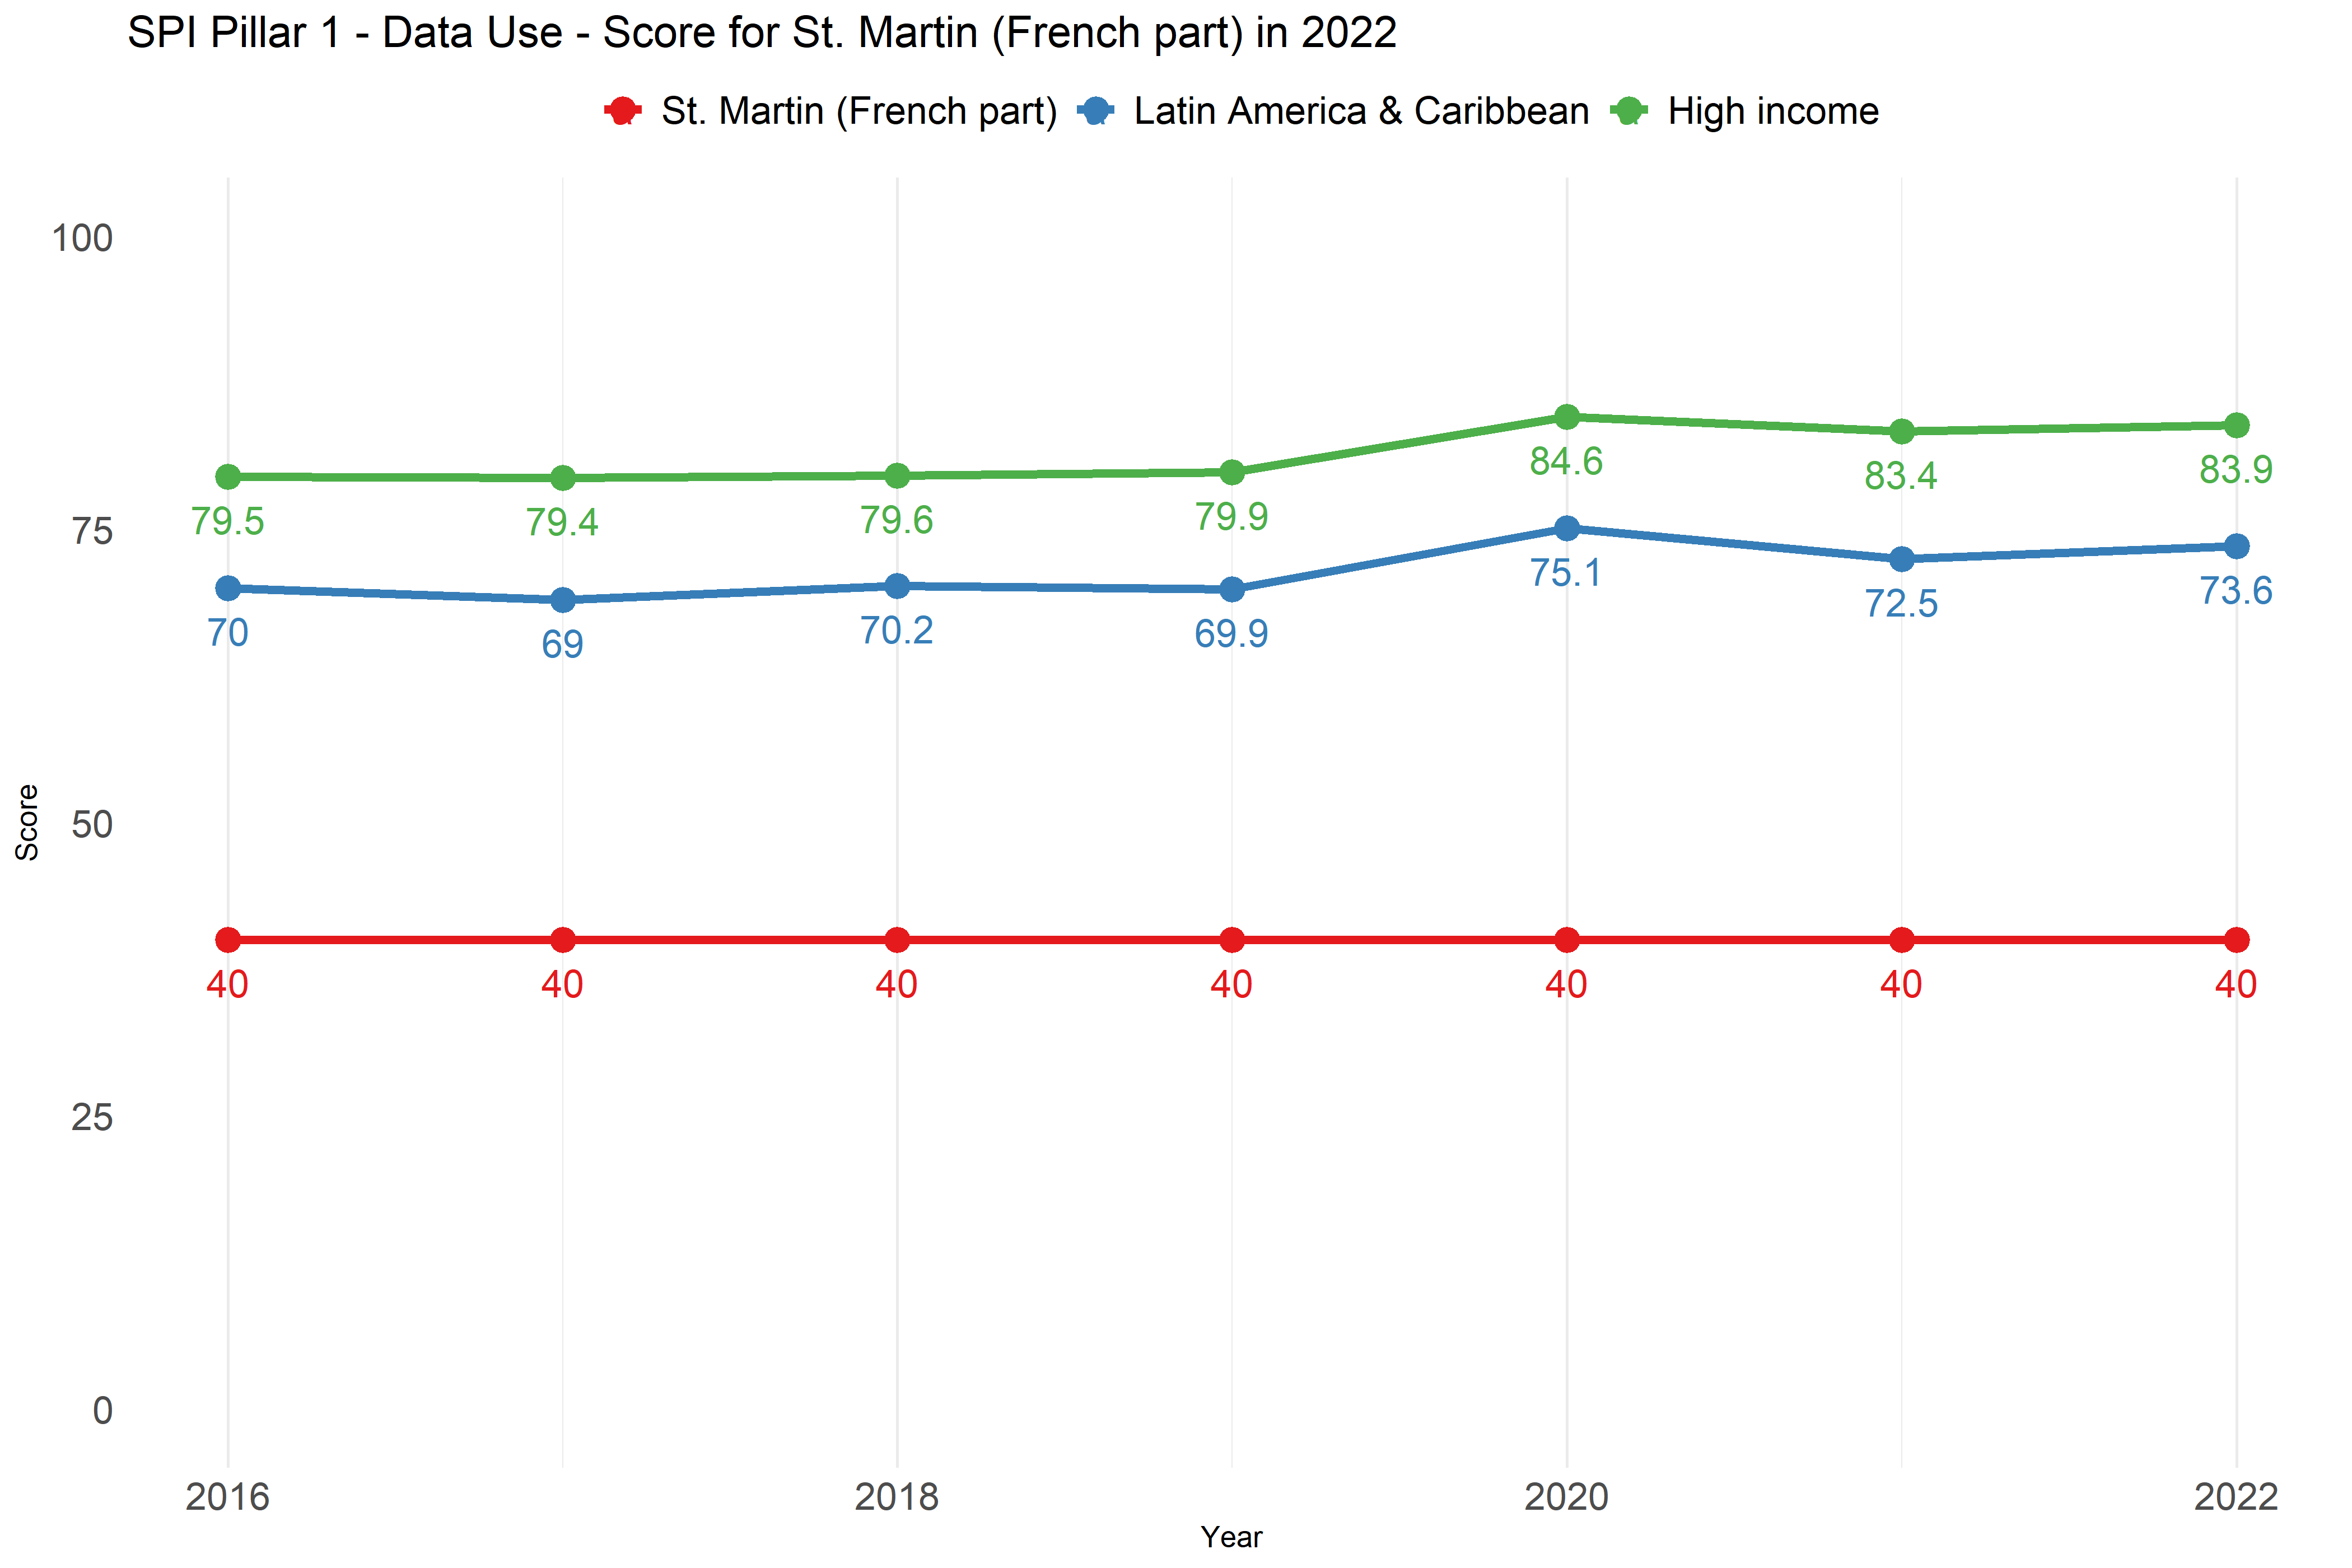 SPI Pillar 1 - Data Use - Score for St. Martin (French part) in 2022
St. Martin (French part) Latin America & Caribbean High income
100
75
50
25
0
Score
79.5 79.4 79.6 79.9 84.6 83.4 83.9
70 69 70.2 69.9 75.1 72.5 73.6
40 40 40 40 40 40 40
2016 2018 2020 2022
Year